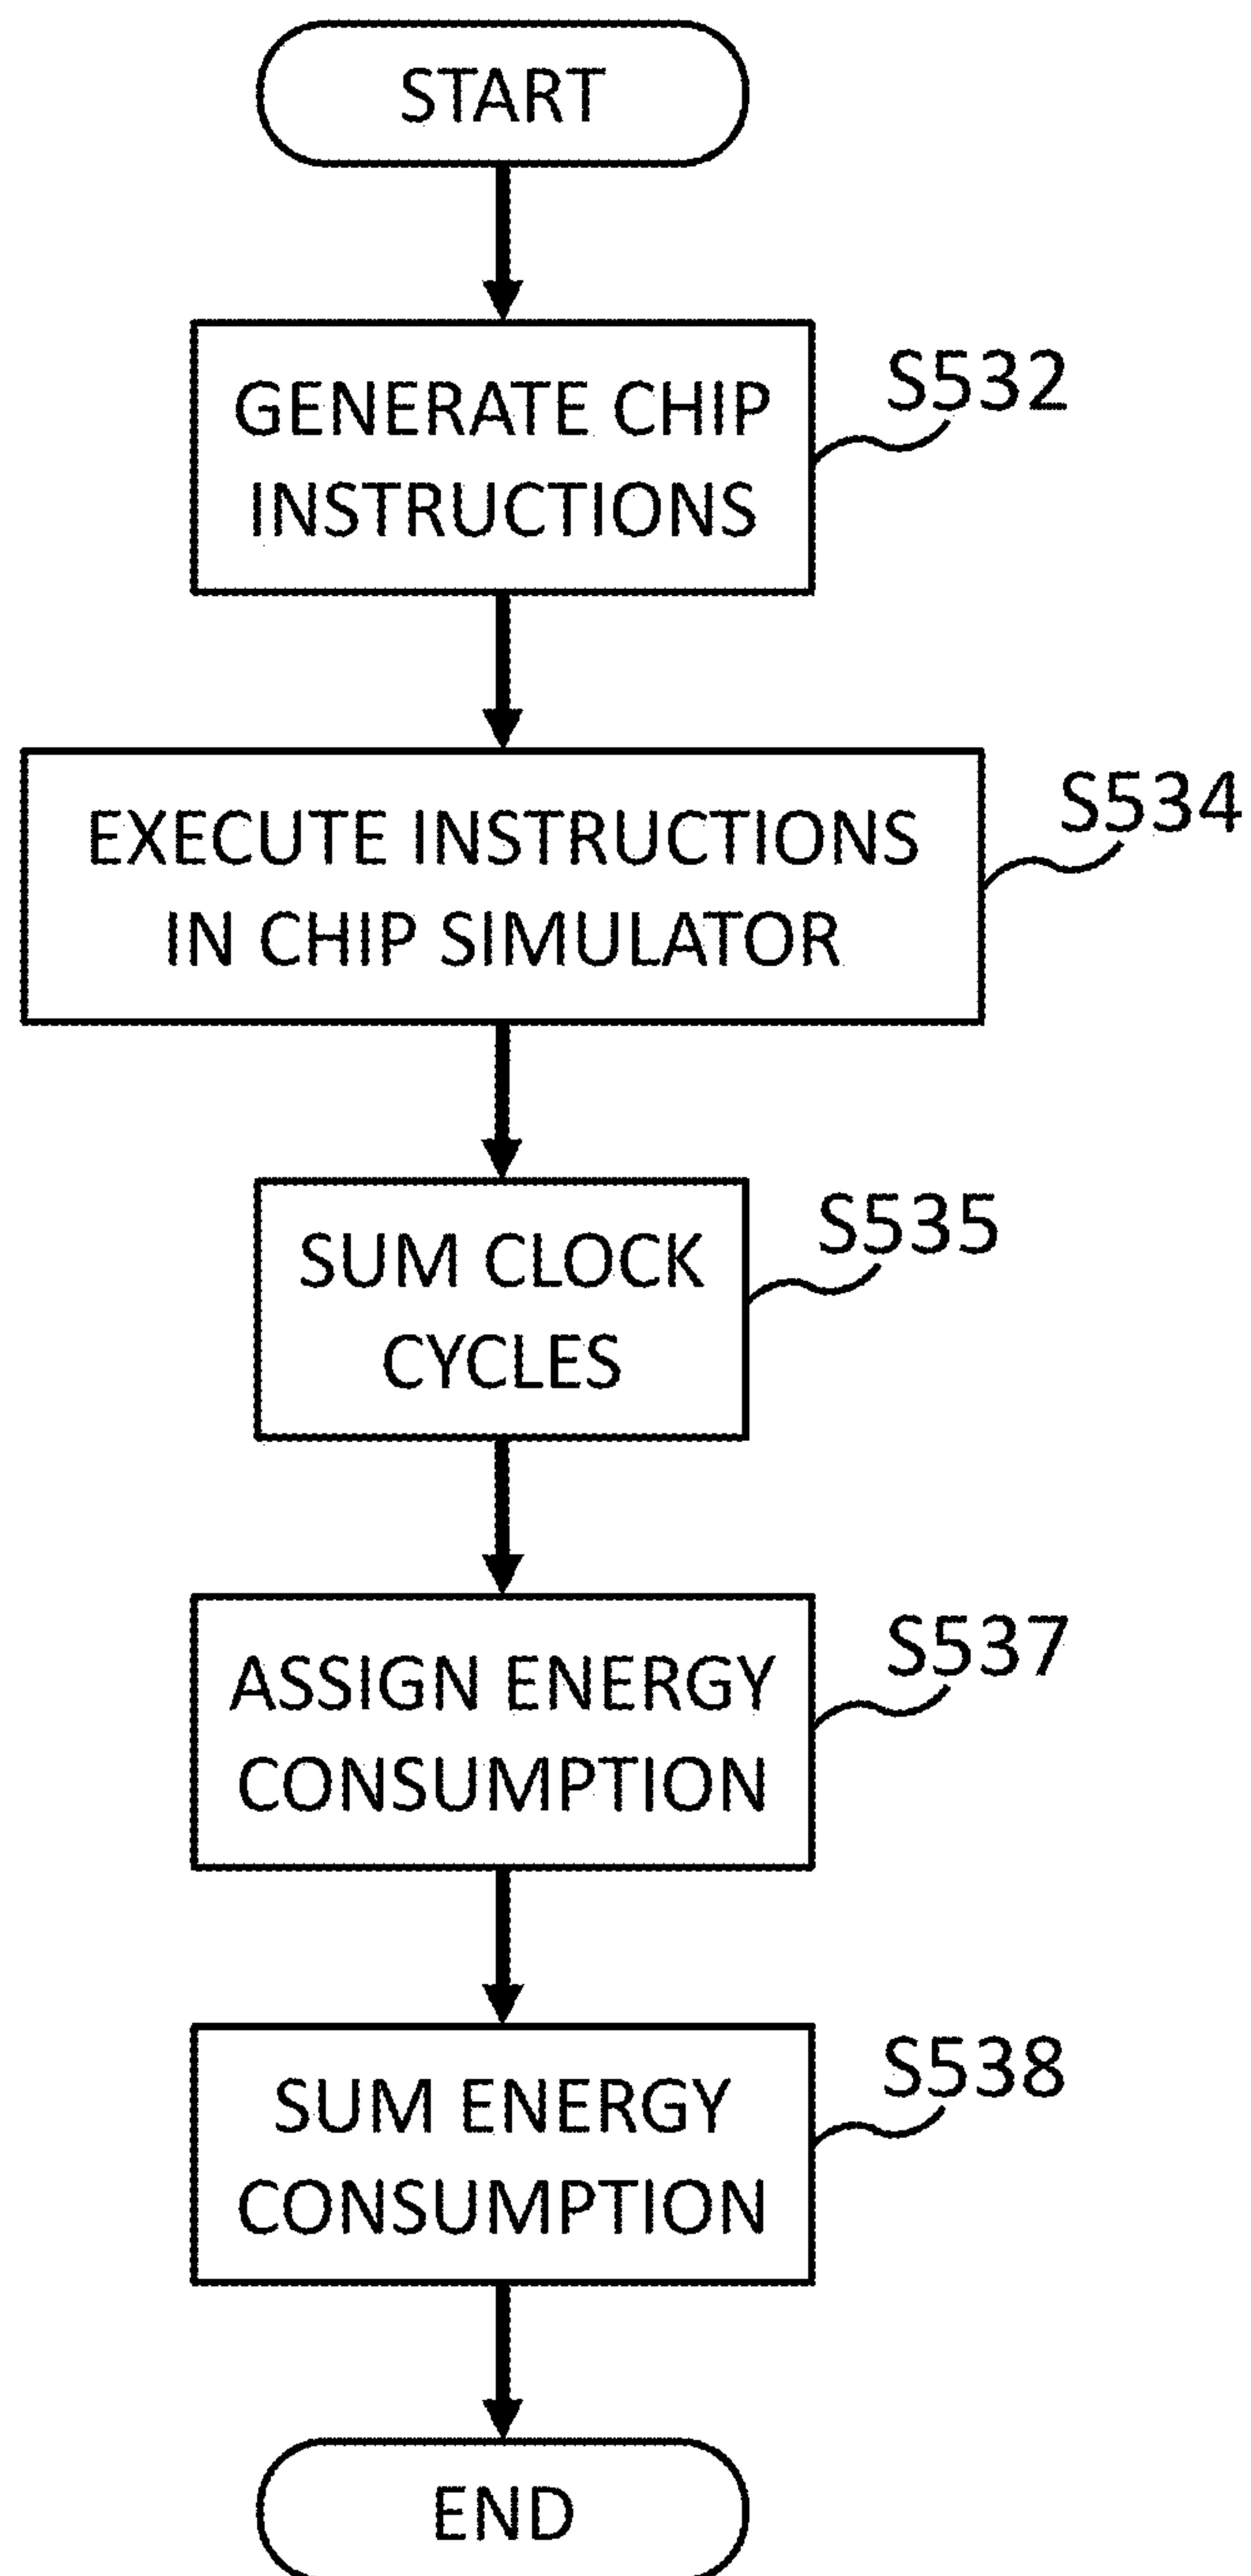 START
GENERATE CHIP
INSTRUCTIONS
S532
EXECUTE INSTRUCTIONS
IN CHIP SIMULATOR
S534
SUM CLOCK
CYCLES
S535
ASSIGN ENERGY
CONSUMPTION
S537
SUM ENERGY
CONSUMPTION
S538
END